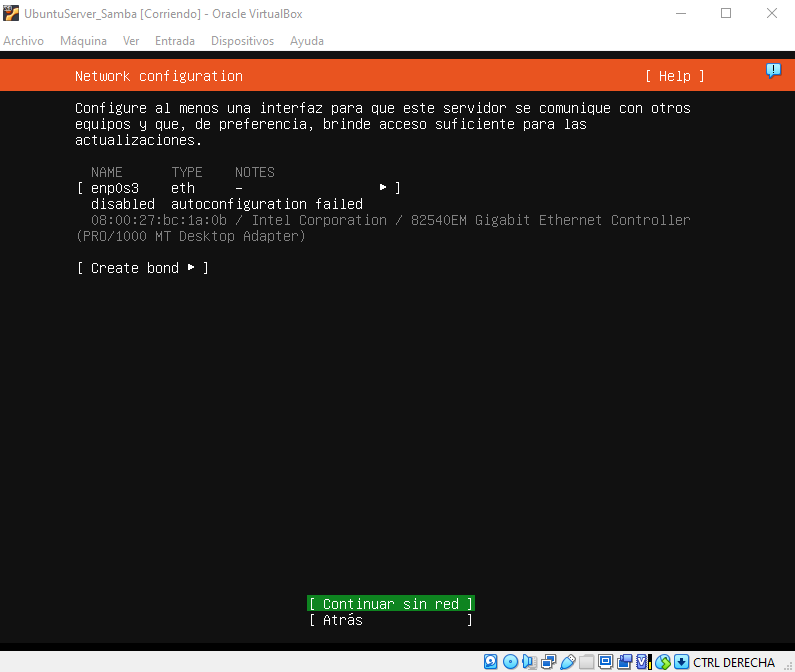 UbuntuServer_Samba [Corriendo] - Oracle VirtualBox
Archivo Máquina Ver Entrada Dispositivos Ayuda
Network configuration [ Help ]
Configure al menos una interfaz para que este servidor se comunique con otros
equipos y que, de preferencia, brinde acceso suficiente para las
actualizaciones.
NAME TYPE NOTES
[ enp0s3 eth – ▸ ]
disabled autoconfiguration failed
08:00:27:bc:1a:0b / Intel Corporation / 82540EM Gigabit Ethernet Controller
(PRO/1000 MT Desktop Adapter)
[ Create bond ▸ ]
[ Continuar sin red ]
[ Atrás ]
CTRL DERECHA